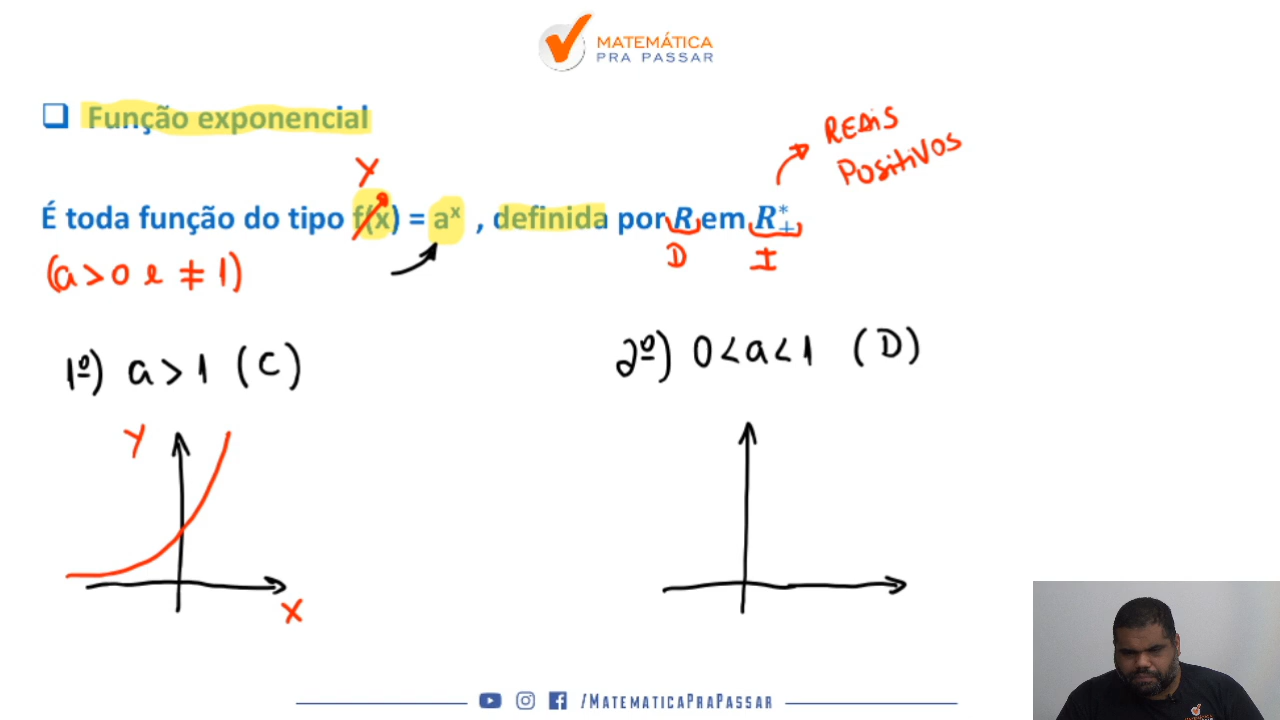 MATEMÁTICA
PRA PASSAR
Função exponencial
REAIS
POSITIVOS
Y
É toda função do tipo f(x) = aˣ , definida por R em R*₊
D
I
(a > 0 e ≠ 1)
1º) a > 1 (C)
2º) 0 < a < 1 (D)
Y
X
/MatematicaPraPassar